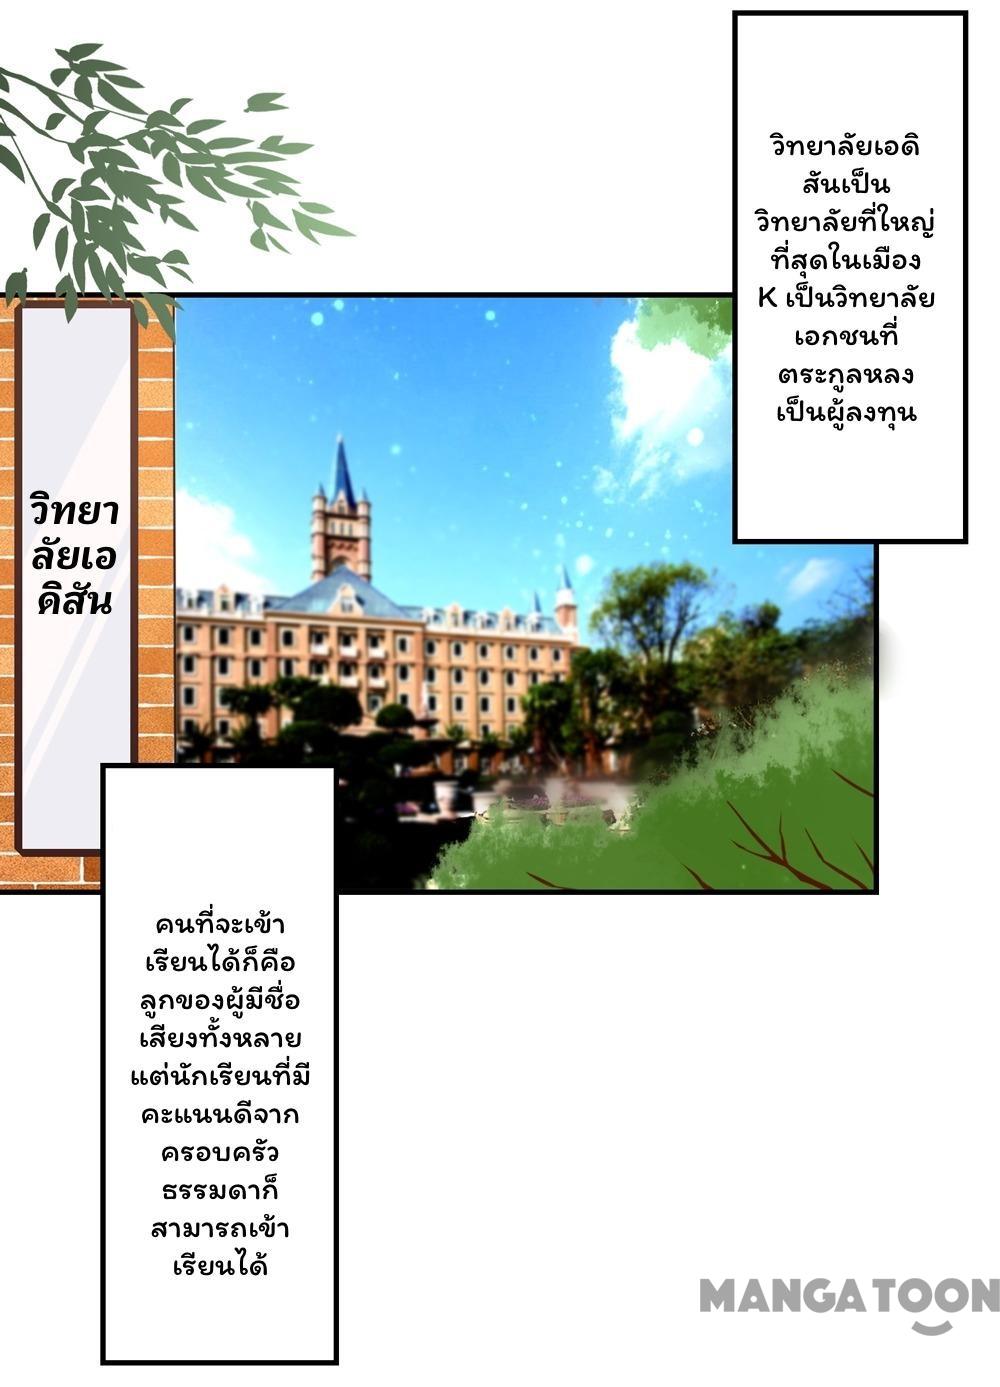 วิทยาลัยเอดิ
สันเป็น
วิทยาลัยที่ใหญ่
ที่สุดในเมือง
K เป็นวิทยาลัย
เอกชนที่
ตระกูลหลง
เป็นผู้ลงทุน
วิทยา
ลัยเอ
ดิสัน
คนที่จะเข้า
เรียนได้ก็คือ
ลูกของผู้มีชื่อ
เสียงทั้งหลาย
แต่นักเรียนที่มี
คะแนนดีจาก
ครอบครัว
ธรรมดาก็
สามารถเข้า
เรียนได้
MANGATOON